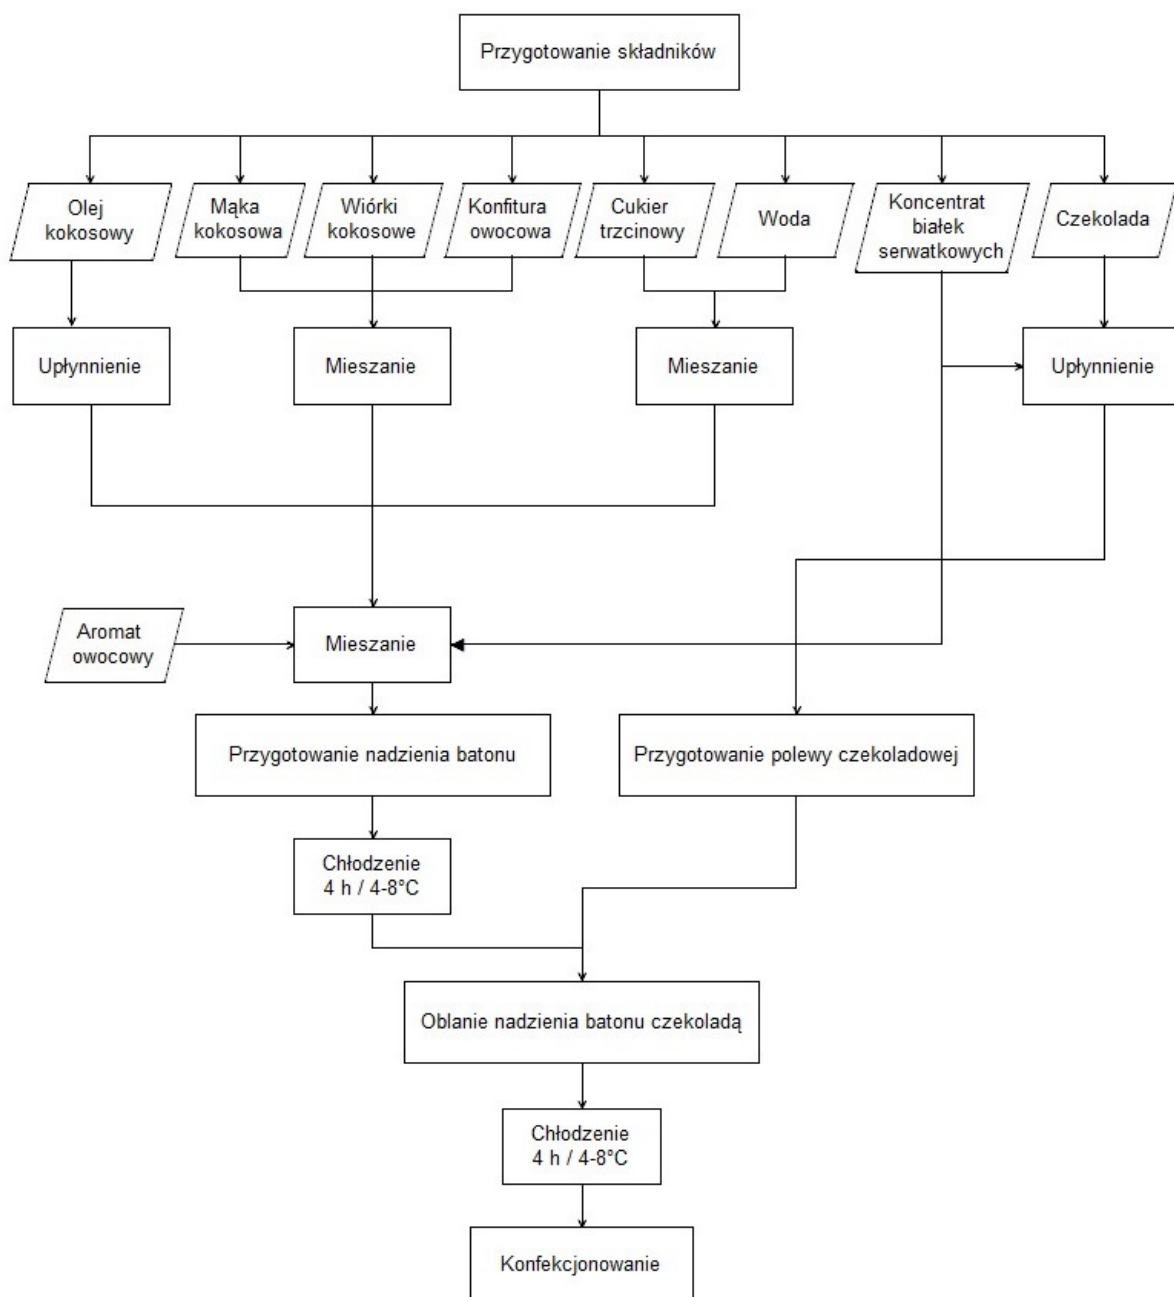 Przygotowanie składników
Olej
kokosowy
Mąka
kokosowa
Wiórki
kokosowe
Konfitura
owocowa
Cukier
trzcinowy
Woda
Koncentrat
białek
serwatkowych
Czekolada
Upłynnienie
Mieszanie
Mieszanie
Upłynnienie
Aromat
owocowy
Mieszanie
Przygotowanie nadzienia batonu
Przygotowanie polewy czekoladowej
Chłodzenie
4 h / 4-8°C
Oblanie nadzienia batonu czekoladą
Chłodzenie
4 h / 4-8°C
Konfekcjonowanie